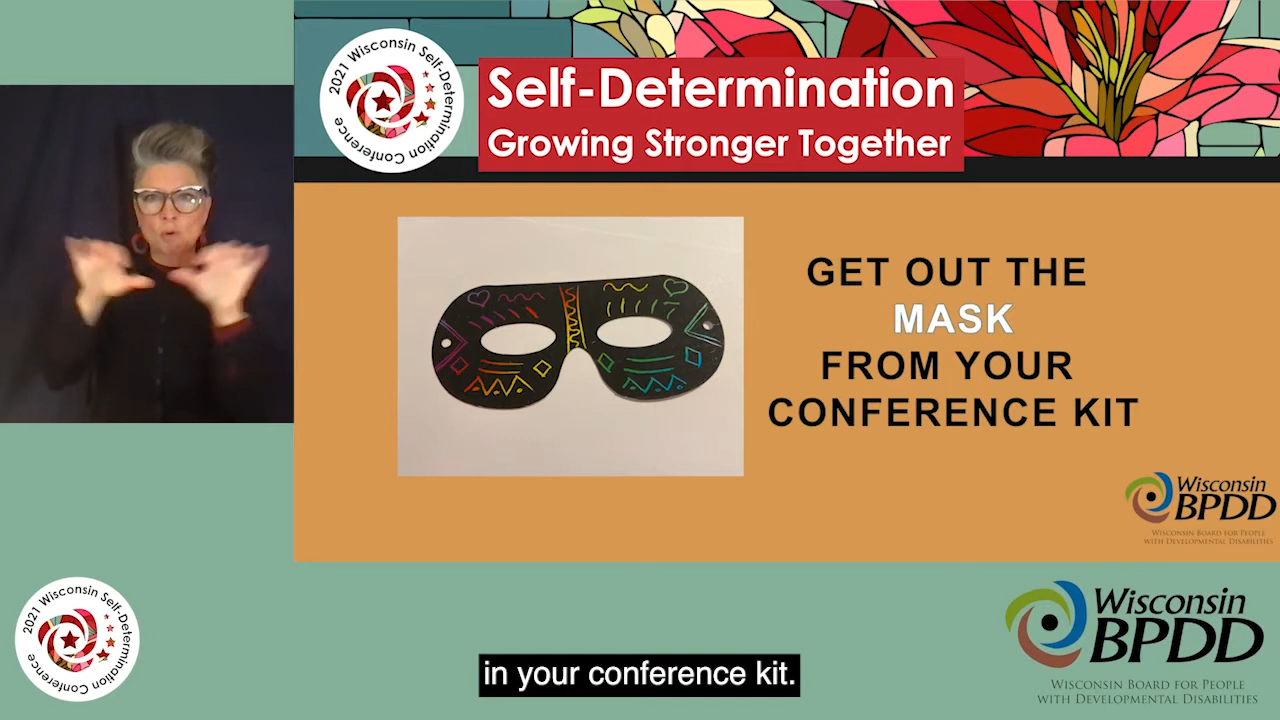 2021 Wisconsin Self-Determination Conference
Self-Determination
Growing Stronger Together
GET OUT THE
MASK
FROM YOUR
CONFERENCE KIT
Wisconsin
BPDD
WISCONSIN BOARD FOR PEOPLE
WITH DEVELOPMENTAL DISABILITIES
2021 Wisconsin Self-Determination Conference
in your conference kit.
Wisconsin
BPDD
WISCONSIN BOARD FOR PEOPLE
WITH DEVELOPMENTAL DISABILITIES